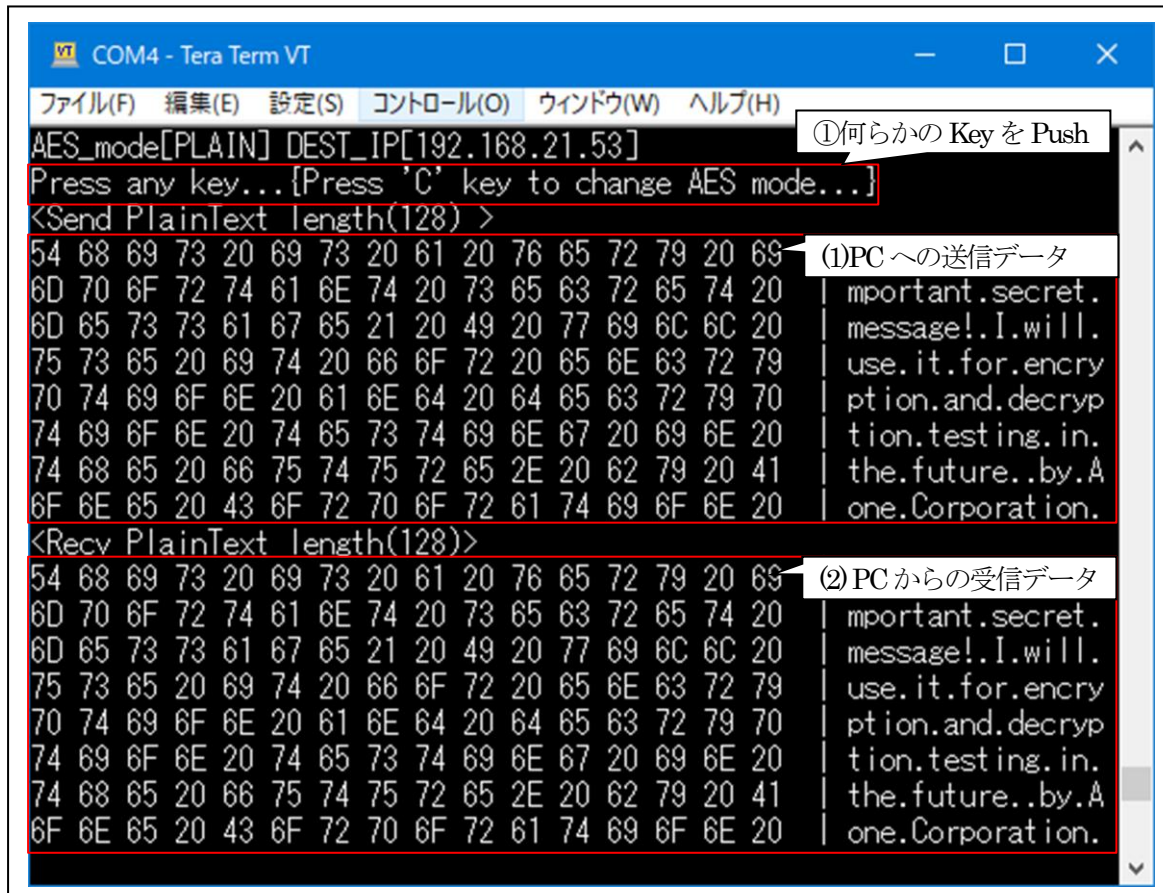 COM4 - Tera Term VT
ファイル(F) 編集(E) 設定(S) コントロール(O) ウィンドウ(W) ヘルプ(H)
①何らかの Key を Push
AES_mode[PLAIN] DEST_IP[192.168.21.53]
Press any key...{Press 'C' key to change AES mode...}
<Send PlainText length(128) >
54 68 69 73 20 69 73 20 61 20 76 65 72 79 20 69
(1)PC への送信データ
6D 70 6F 72 74 61 6E 74 20 73 65 63 72 65 74 20 | mportant.secret.
6D 65 73 73 61 67 65 21 20 49 20 77 69 6C 6C 20 | message!.I.will.
75 73 65 20 69 74 20 66 6F 72 20 65 6E 63 72 79 | use.it.for.encry
70 74 69 6F 6E 20 61 6E 64 20 64 65 63 72 79 70 | ption.and.decryp
74 69 6F 6E 20 74 65 73 74 69 6E 67 20 69 6E 20 | tion.testing.in.
74 68 65 20 66 75 74 75 72 65 2E 20 62 79 20 41 | the.future..by.A
6F 6E 65 20 43 6F 72 70 6F 72 61 74 69 6F 6E 20 | one.Corporation.
<Recv PlainText length(128)>
54 68 69 73 20 69 73 20 61 20 76 65 72 79 20 69
(2) PC からの受信データ
6D 70 6F 72 74 61 6E 74 20 73 65 63 72 65 74 20 | mportant.secret.
6D 65 73 73 61 67 65 21 20 49 20 77 69 6C 6C 20 | message!.I.will.
75 73 65 20 69 74 20 66 6F 72 20 65 6E 63 72 79 | use.it.for.encry
70 74 69 6F 6E 20 61 6E 64 20 64 65 63 72 79 70 | ption.and.decryp
74 69 6F 6E 20 74 65 73 74 69 6E 67 20 69 6E 20 | tion.testing.in.
74 68 65 20 66 75 74 75 72 65 2E 20 62 79 20 41 | the.future..by.A
6F 6E 65 20 43 6F 72 70 6F 72 61 74 69 6F 6E 20 | one.Corporation.